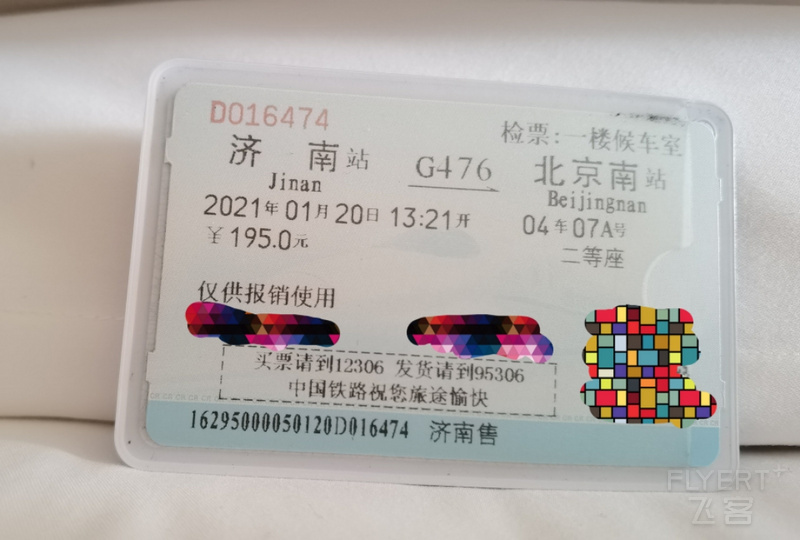 D016474
检票:一楼候车室
济 南站 G476 北京南站
Jinan Beijingnan
2021年01月20日 13:21开 04车07A号
￥195.0元 二等座
仅供报销使用
买票请到12306 发货请到95306
中国铁路祝您旅途愉快
16295000050120D016474 济南售
FLYERT+
飞客